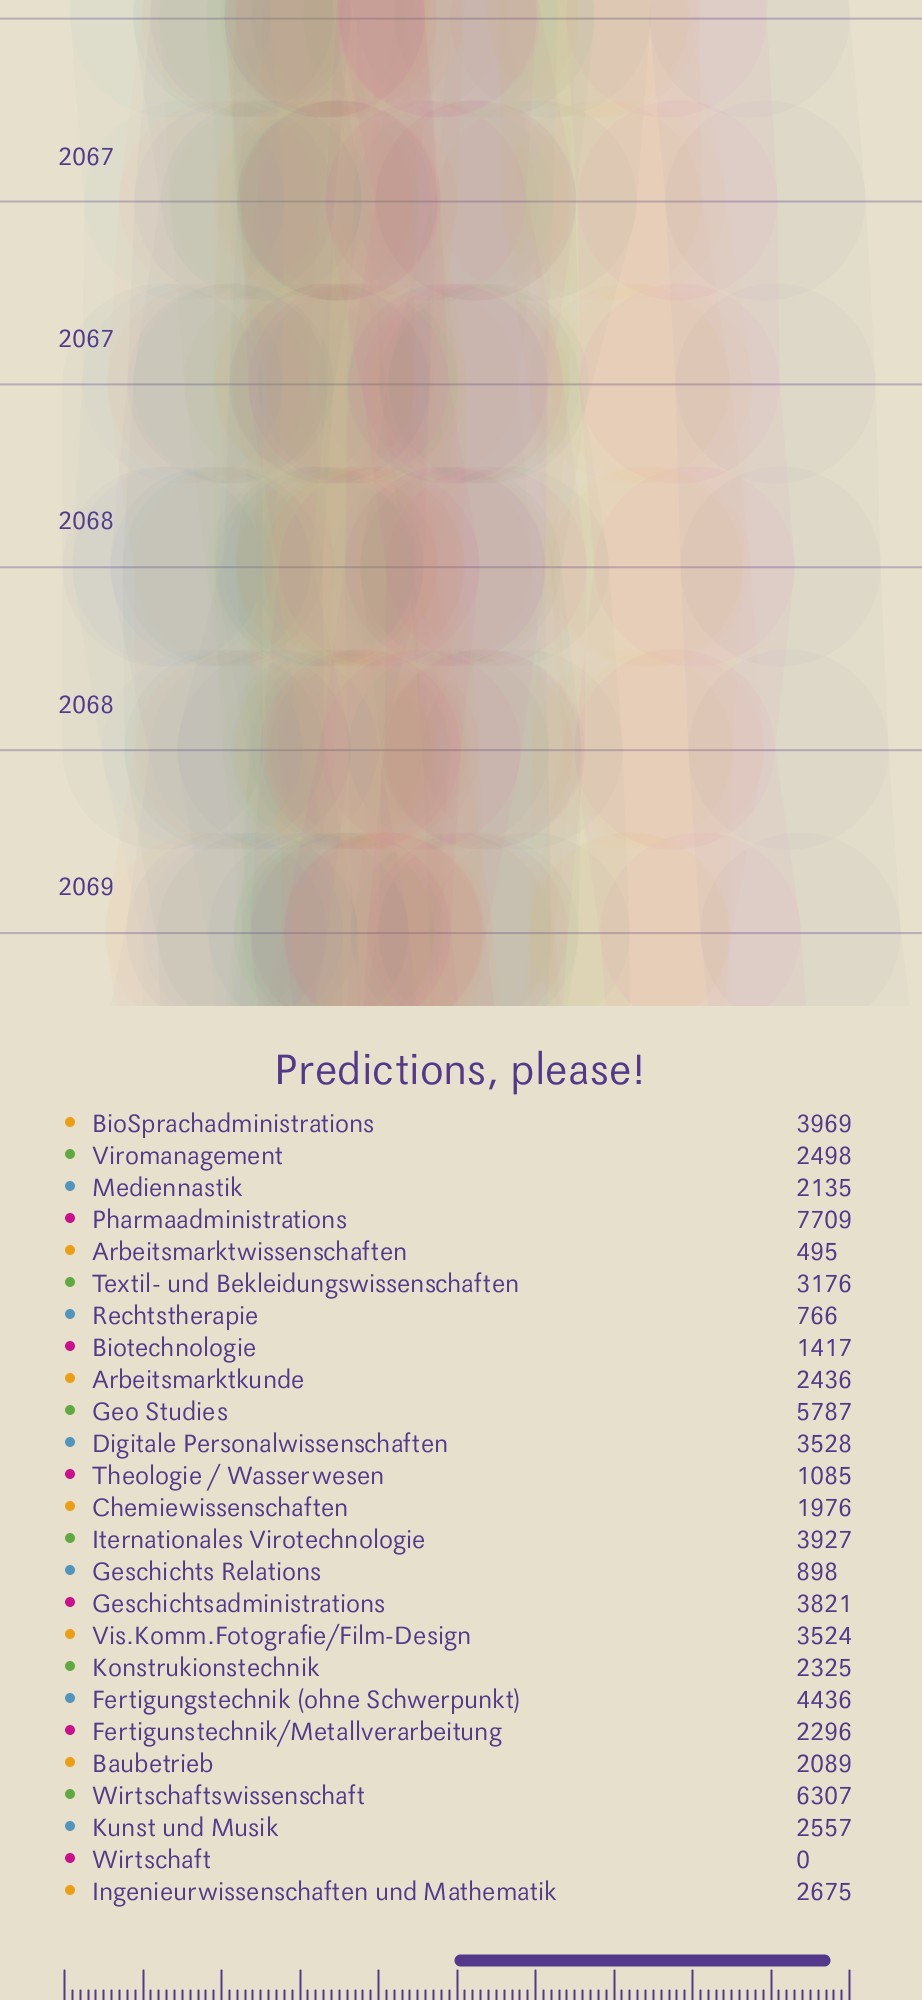 2067
2067
2068
2068
2069
Predictions, please!
BioSprachadministrations 3969
Viromanagement 2498
Mediennastik 2135
Pharmaadministrations 7709
Arbeitsmarktwissenschaften 495
Textil- und Bekleidungswissenschaften 3176
Rechtstherapie 766
Biotechnologie 1417
Arbeitsmarktkunde 2436
Geo Studies 5787
Digitale Personalwissenschaften 3528
Theologie / Wasserwesen 1085
Chemiewissenschaften 1976
Iternationales Virotechnologie 3927
Geschichts Relations 898
Geschichtsadministrations 3821
Vis.Komm.Fotografie/Film-Design 3524
Konstrukionstechnik 2325
Fertigungstechnik (ohne Schwerpunkt) 4436
Fertigunstechnik/Metallverarbeitung 2296
Baubetrieb 2089
Wirtschaftswissenschaft 6307
Kunst und Musik 2557
Wirtschaft 0
Ingenieurwissenschaften und Mathematik 2675